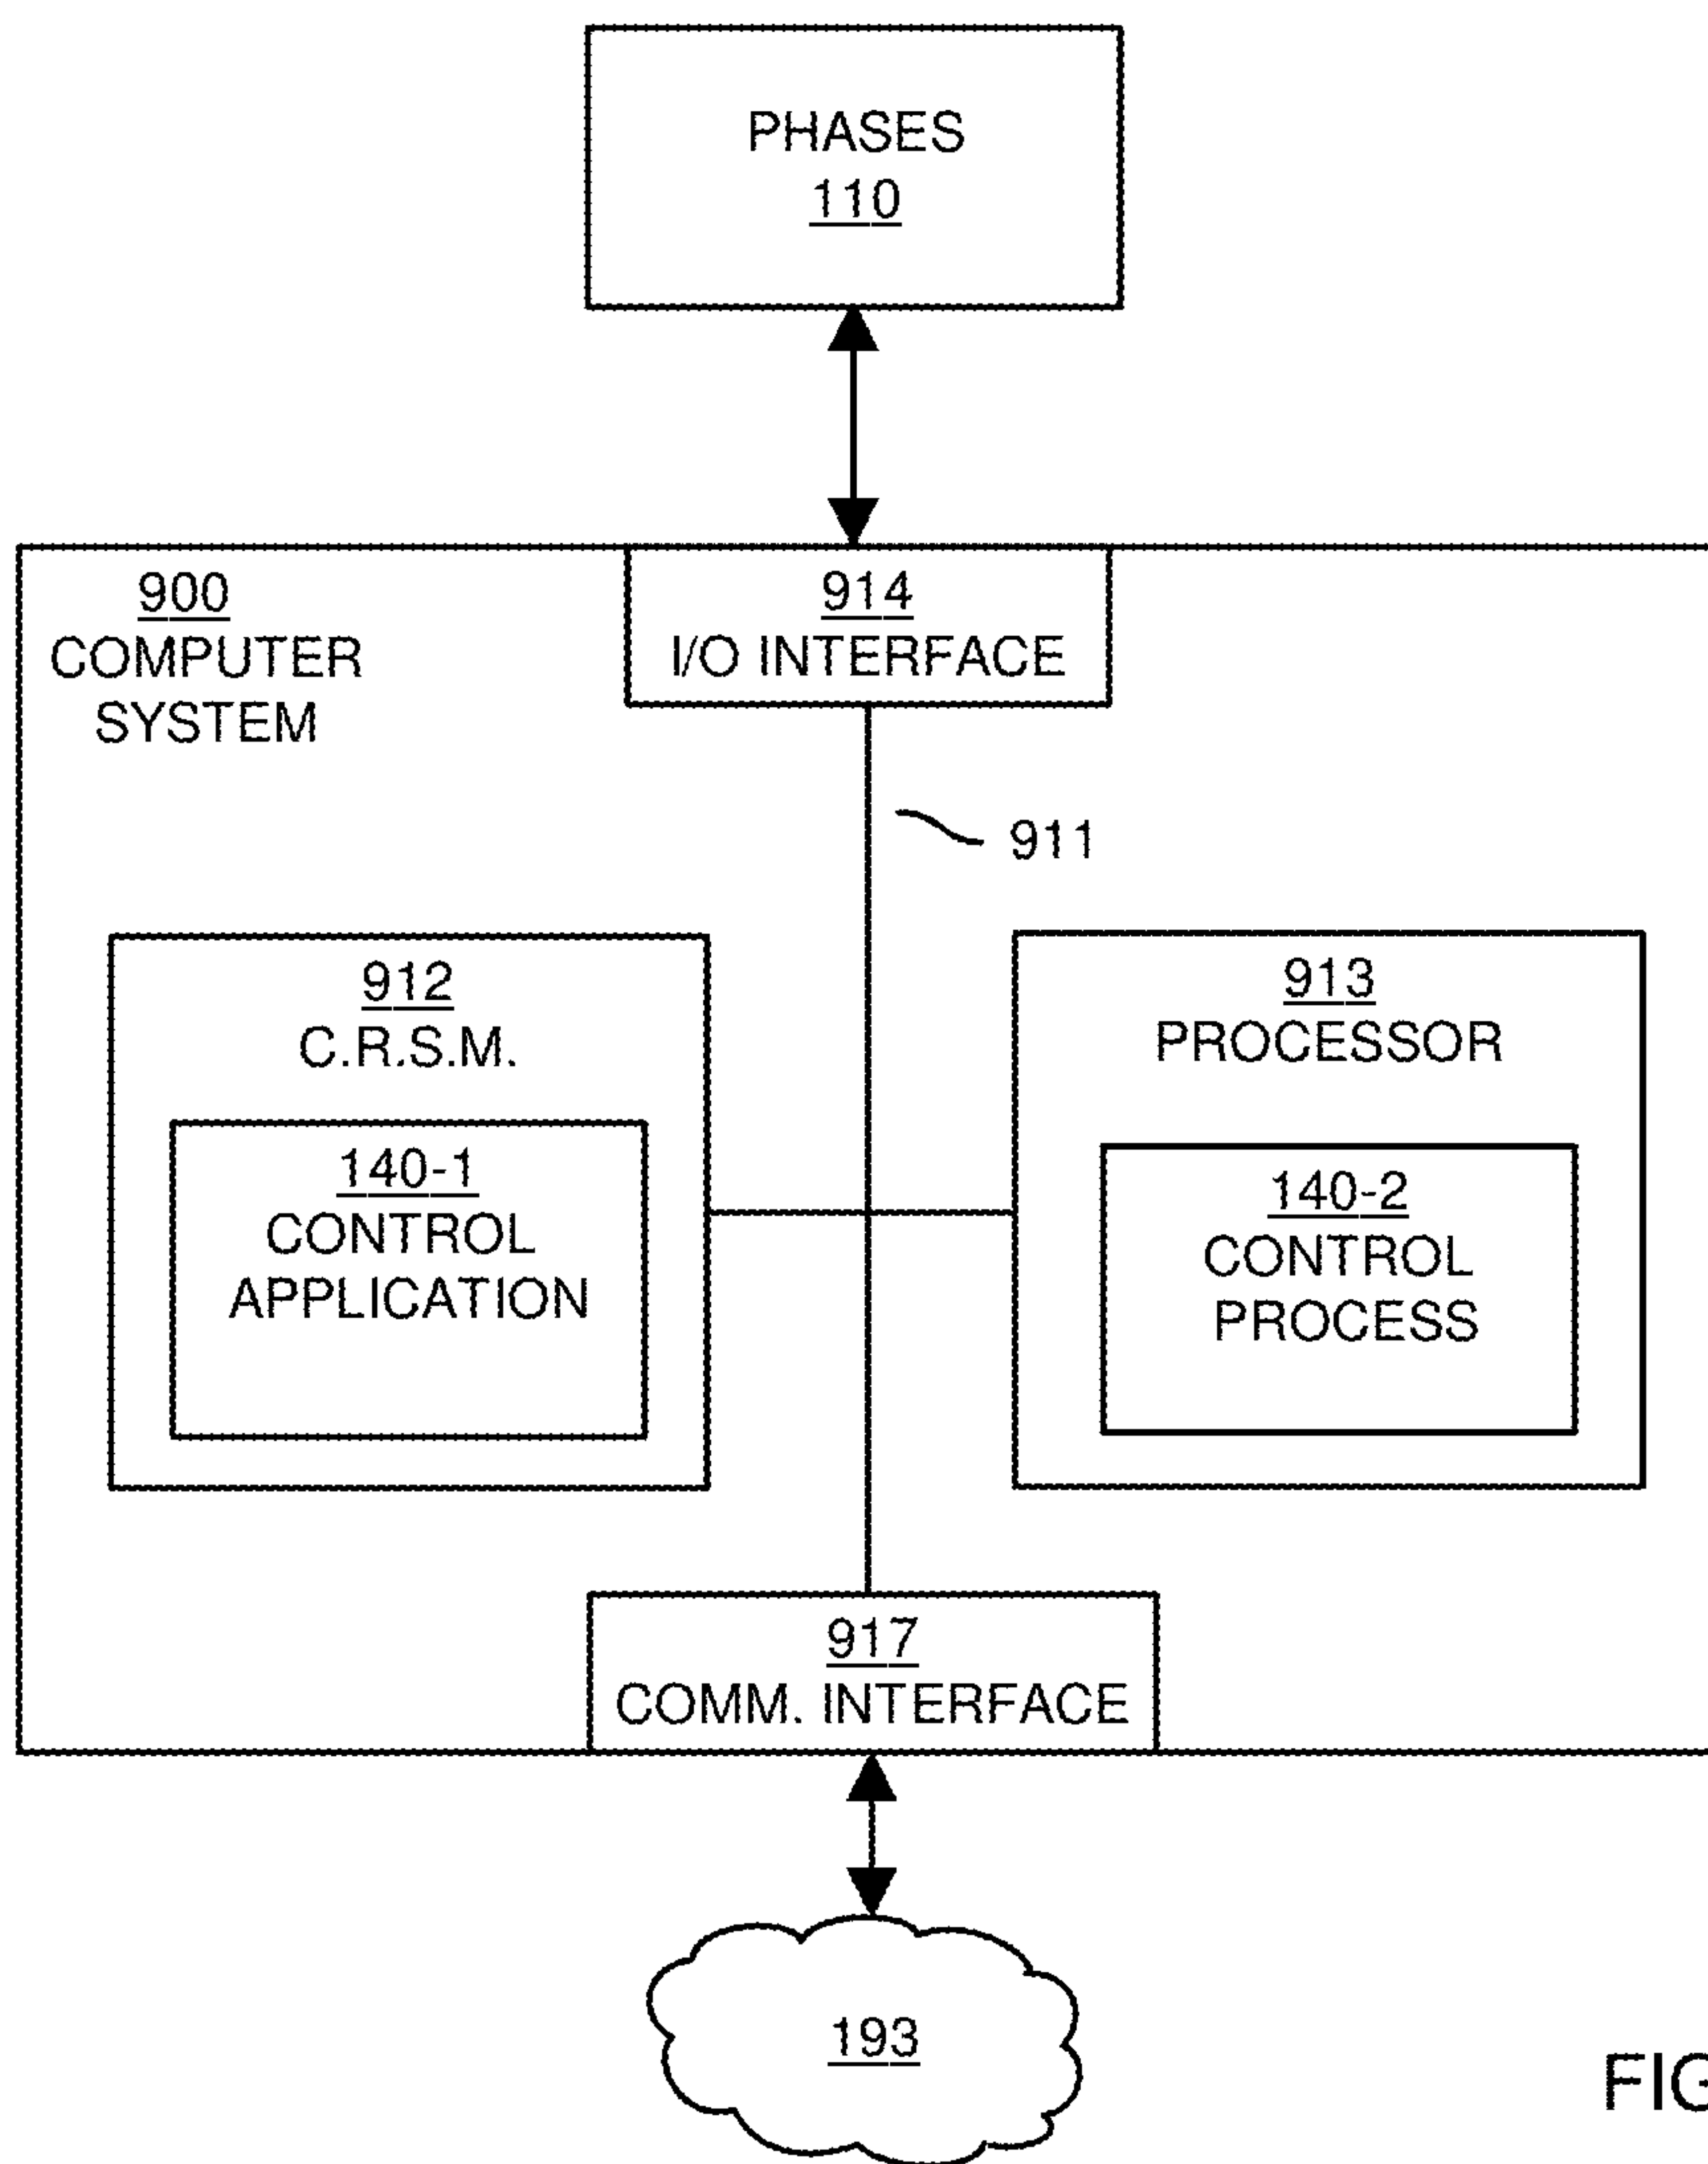 PHASES
110
900
COMPUTER
SYSTEM
914
I/O INTERFACE
911
912
C.R.S.M.
140-1
CONTROL
APPLICATION
913
PROCESSOR
140-2
CONTROL
PROCESS
917
COMM. INTERFACE
193
FIG